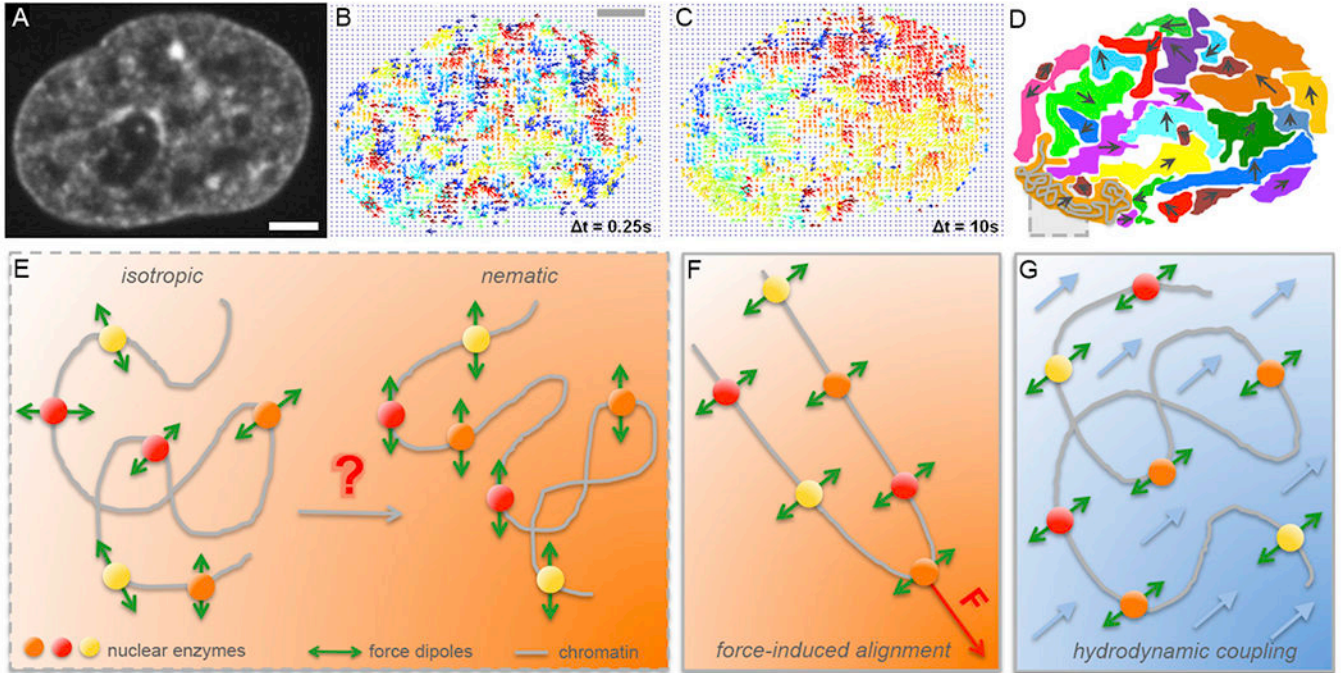 A
B
Δt = 0.25s
C
Δt = 10s
D
E
isotropic
nematic
?
nuclear enzymes
force dipoles
chromatin
F
F
force-induced alignment
G
hydrodynamic coupling